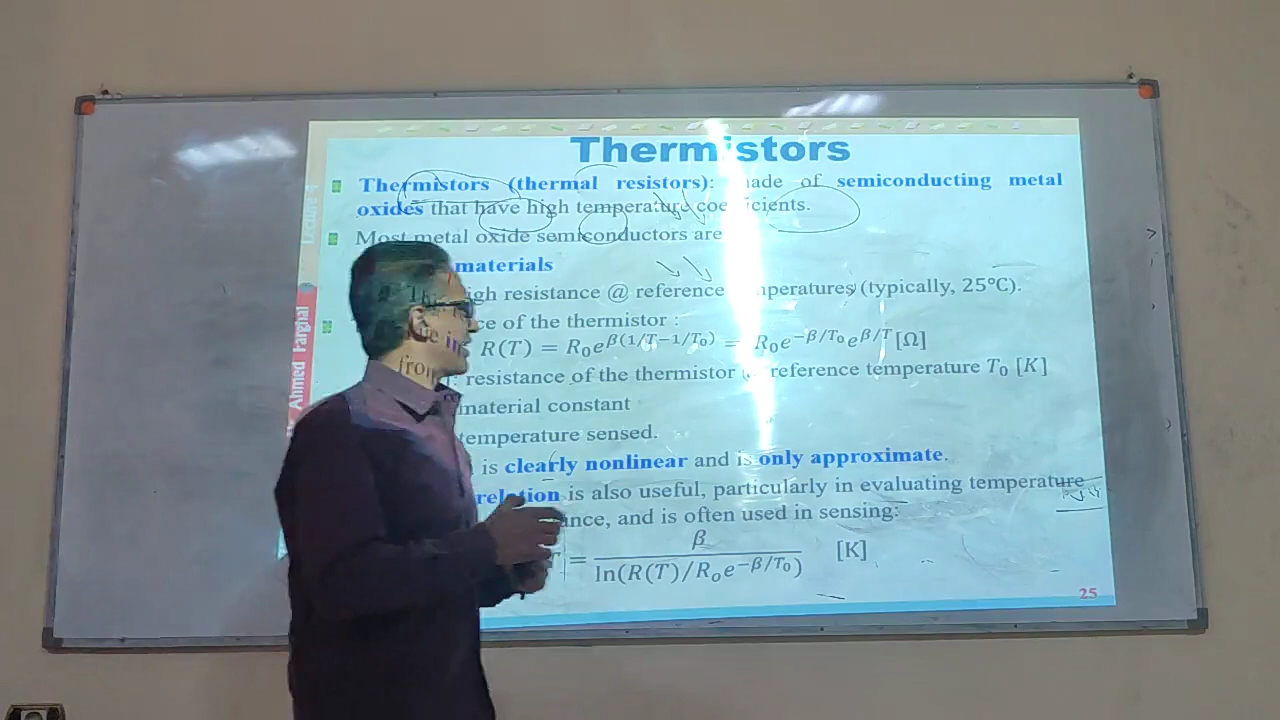 Thermistors
Thermistors (thermal resistors): made of semiconducting metal
oxides that have high temperature coefficients.
Most metal oxide semiconductors are
materials
high resistance @ reference temperatures (typically, 25°C).
of the thermistor :
R(T) = R₀e^{β(1/T−1/T₀)} = R₀e^{−β/T₀}e^{β/T} [Ω]
: resistance of the thermistor @ reference temperature T₀ [K]
material constant
temperature sensed.
is clearly nonlinear and is only approximate.
relation is also useful, particularly in evaluating temperature
and is often used in sensing:
T = β / ln(R(T)/R₀e^{−β/T₀}) [K]
25
Lecture
Ahmed Farghal